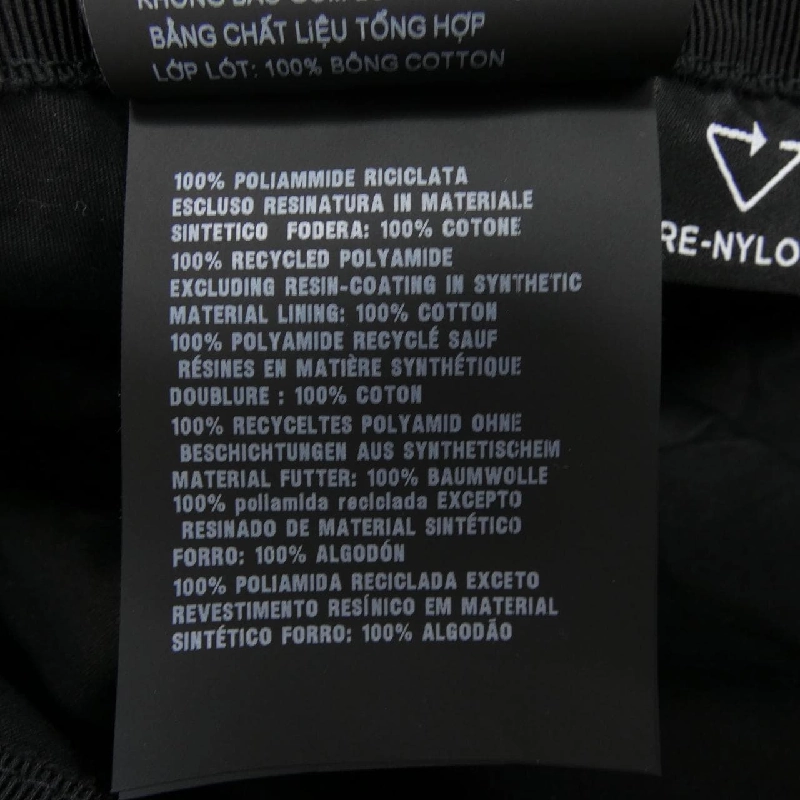 BẰNG CHẤT LIỆU TỔNG HỢP
LỚP LÓT: 100% BÔNG COTTON
100% POLIAMMIDE RICICLATA
ESCLUSO RESINATURA IN MATERIALE
SINTETICO FODERA: 100% COTONE
100% RECYCLED POLYAMIDE
EXCLUDING RESIN-COATING IN SYNTHETIC
MATERIAL LINING: 100% COTTON
100% POLYAMIDE RECYCLÉ SAUF
RÉSINES EN MATIÈRE SYNTHÉTIQUE
DOUBLURE : 100% COTON
100% RECYCELTES POLYAMID OHNE
BESCHICHTUNGEN AUS SYNTHETISCHEM
MATERIAL FUTTER: 100% BAUMWOLLE
100% poliamida reciclada EXCEPTO
RESINADO DE MATERIAL SINTÉTICO
FORRO: 100% ALGODÓN
100% POLIAMIDA RECICLADA EXCETO
REVESTIMENTO RESÍNICO EM MATERIAL
SINTÉTICO FORRO: 100% ALGODÃO
RE-NYLO